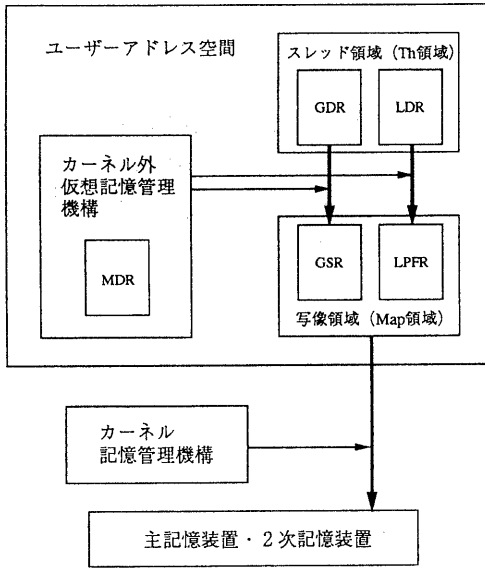 ユーザーアドレス空間
スレッド領域 (Th領域)
GDR
LDR
カーネル外
仮想記憶管理
機構
MDR
GSR
LPFR
写像領域 (Map領域)
カーネル
記憶管理機構
主記憶装置・2次記憶装置